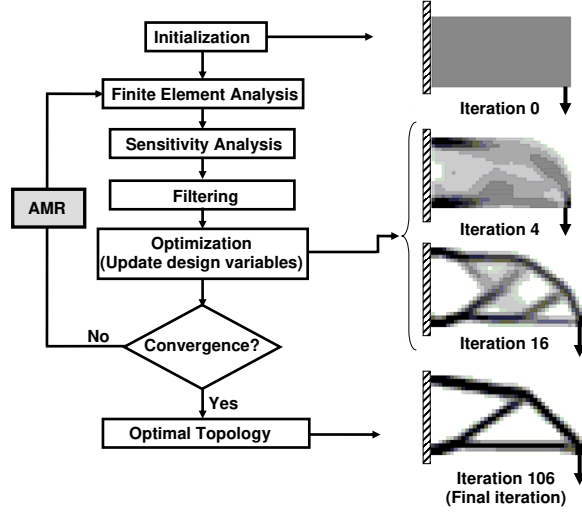 Initialization
Finite Element Analysis
Sensitivity Analysis
Filtering
AMR
Optimization
(Update design variables)
No
Convergence?
Yes
Optimal Topology
Iteration 0
Iteration 4
Iteration 16
Iteration 106
(Final iteration)